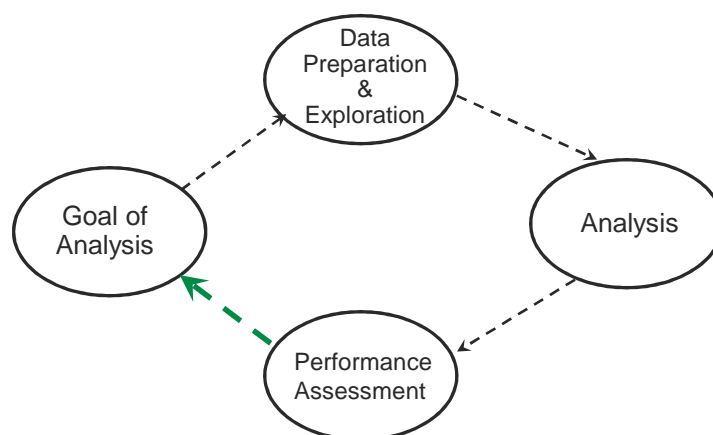 Data
Preparation
&
Exploration
Goal of
Analysis
Analysis
Performance
Assessment